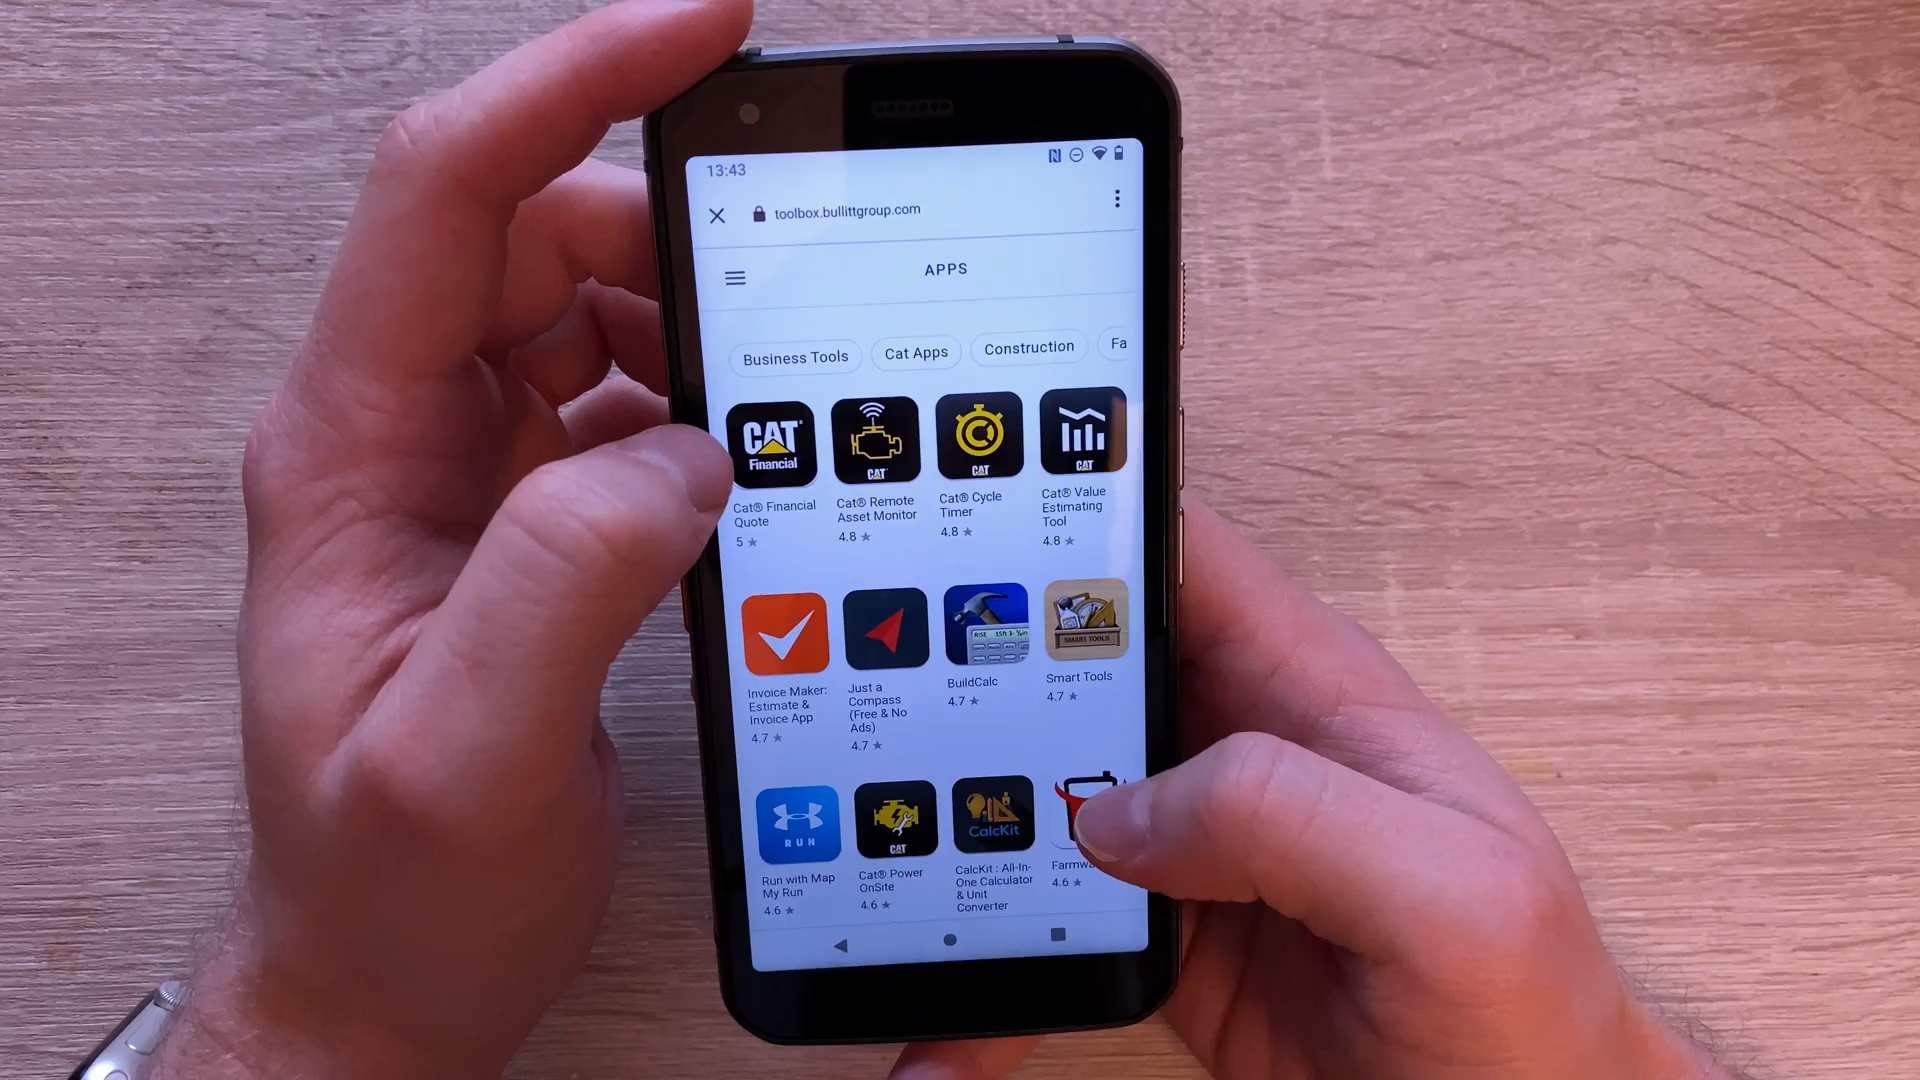 13:43
toolbox.bullittgroup.com
APPS
Business Tools
Cat Apps
Construction
Fa
CAT
Financial
CAT
CAT
CAT
Cat® Financial
Quote
5 ★
Cat® Remote
Asset Monitor
4.8 ★
Cat® Cycle
Timer
4.8 ★
Cat® Value
Estimating
Tool
4.8 ★
RISE 15ft 3-
SMART TOOLS
Invoice Maker:
Estimate &
Invoice App
4.7 ★
Just a
Compass
(Free & No
Ads)
4.7 ★
BuildCalc
4.7 ★
Smart Tools
4.7 ★
RUN
CAT
CalcKit
Run with Map
My Run
4.6 ★
Cat® Power
OnSite
4.6 ★
CalcKit : All-In-
One Calculator
& Unit
Converter
4.6 ★